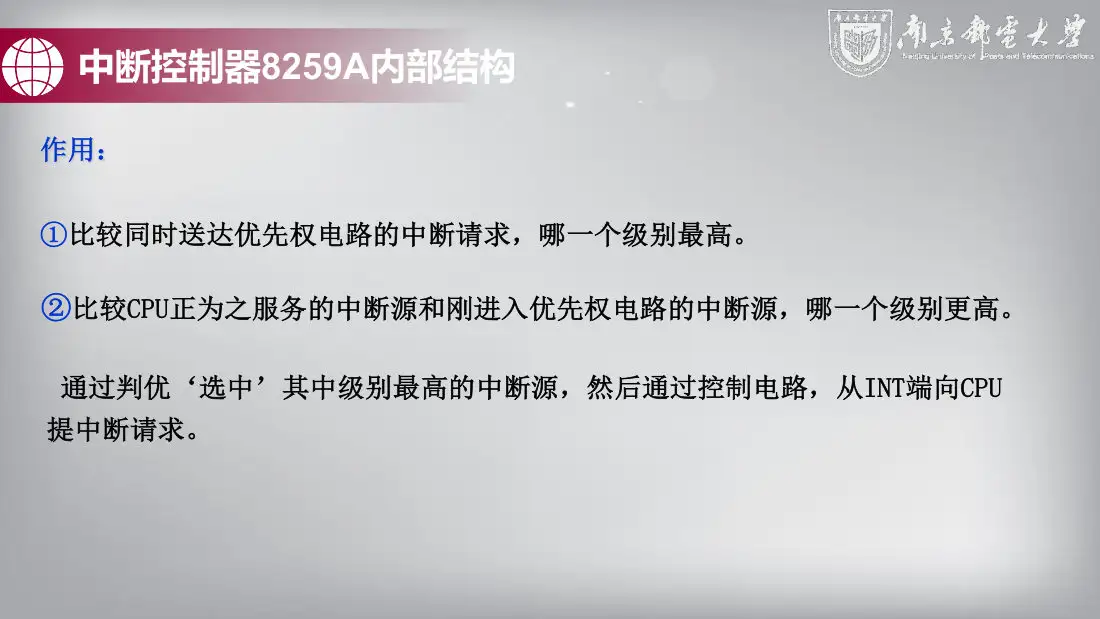 中断控制器8259A内部结构
南京邮电大学
Nanjing University of Posts and Telecommunications
作用：
①比较同时送达优先权电路的中断请求，哪一个级别最高。
②比较CPU正为之服务的中断源和刚进入优先权电路的中断源，哪一个级别更高。
通过判优‘选中’其中级别最高的中断源，然后通过控制电路，从INT端向CPU
提中断请求。